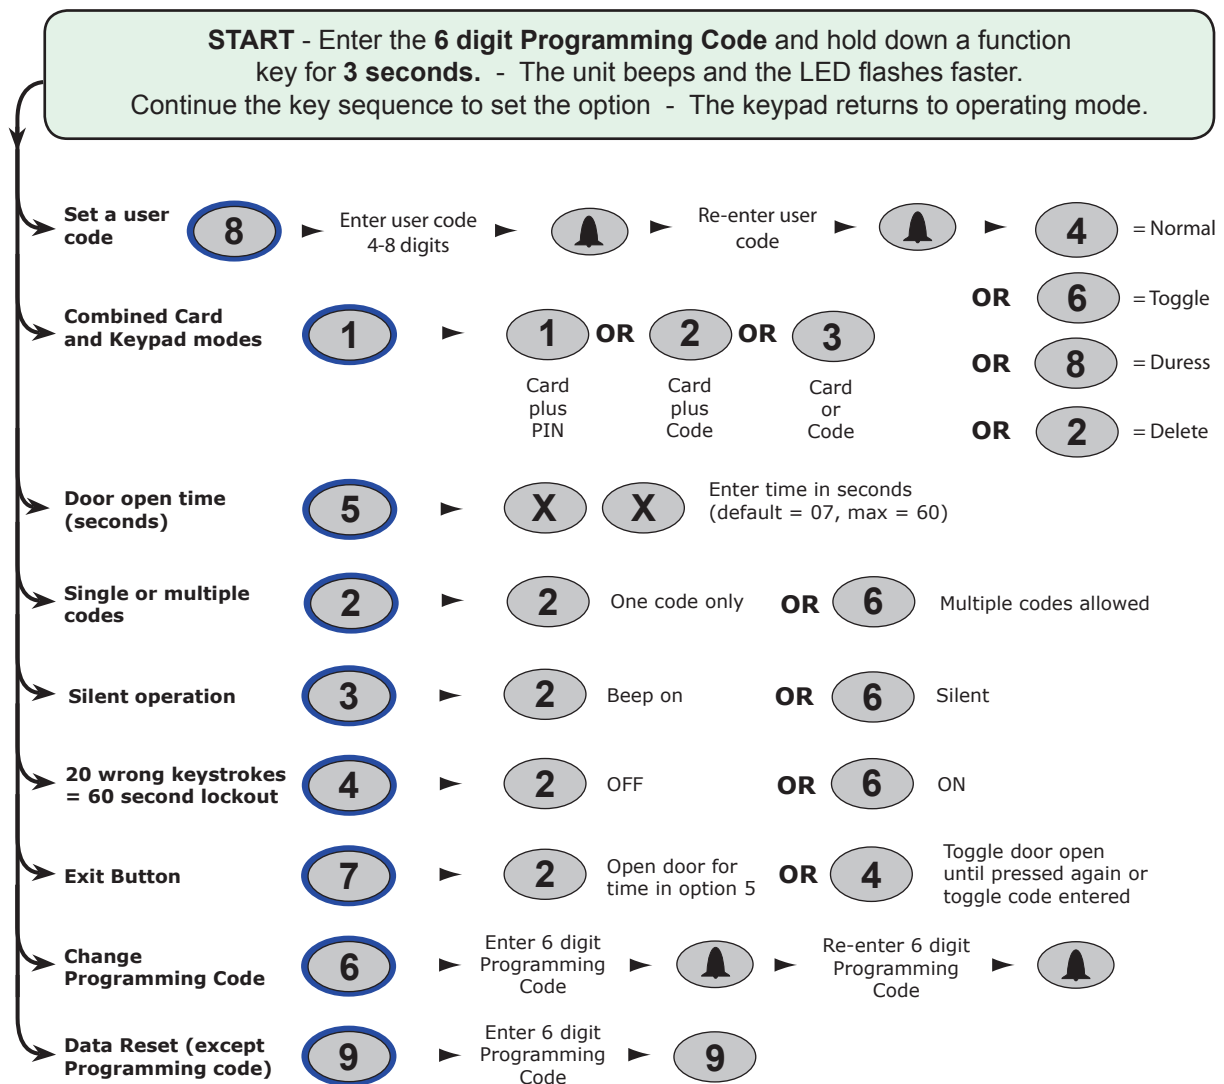 START - Enter the 6 digit Programming Code and hold down a function
key for 3 seconds. - The unit beeps and the LED flashes faster.
Continue the key sequence to set the option - The keypad returns to operating mode.
Set a user
code
8
Enter user code
4-8 digits
Re-enter user
code
4
= Normal
OR
6
= Toggle
OR
8
= Duress
OR
2
= Delete
Combined Card
and Keypad modes
1
1 OR 2 OR 3
Card
plus
PIN
Card
plus
Code
Card
or
Code
Door open time
(seconds)
5
X X
Enter time in seconds
(default = 07, max = 60)
Single or multiple
codes
2
2
One code only
OR
6
Multiple codes allowed
Silent operation
3
2
Beep on
OR
6
Silent
20 wrong keystrokes
= 60 second lockout
4
2
OFF
OR
6
ON
Exit Button
7
2
Open door for
time in option 5
OR
4
Toggle door open
until pressed again or
toggle code entered
Change
Programming Code
6
Enter 6 digit
Programming
Code
Re-enter 6 digit
Programming
Code
Data Reset (except
Programming code)
9
Enter 6 digit
Programming
Code
9